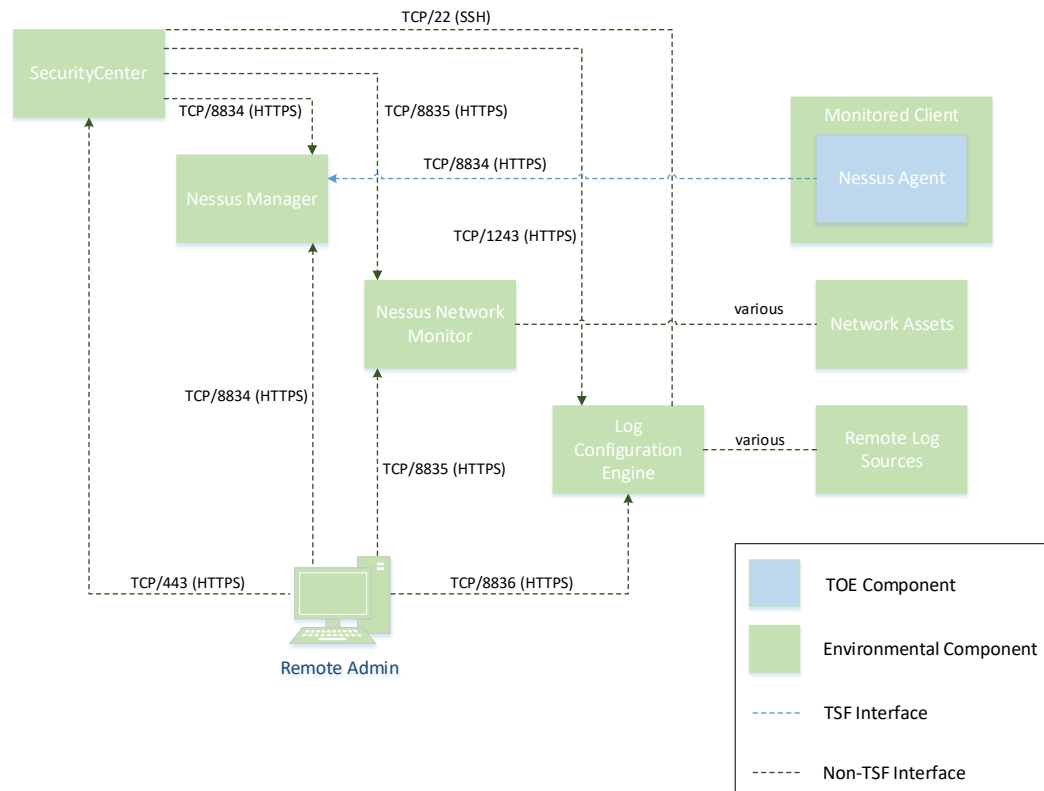 TCP/22 (SSH)
SecurityCenter
TCP/8834 (HTTPS)
TCP/8835 (HTTPS)
Monitored Client
TCP/8834 (HTTPS)
Nessus Agent
Nessus Manager
TCP/1243 (HTTPS)
Nessus Network
Monitor
various
Network Assets
TCP/8834 (HTTPS)
Log
Configuration
Engine
various
Remote Log
Sources
TCP/8835 (HTTPS)
TCP/443 (HTTPS)
TCP/8836 (HTTPS)
Remote Admin
TOE Component
Environmental Component
TSF Interface
Non-TSF Interface